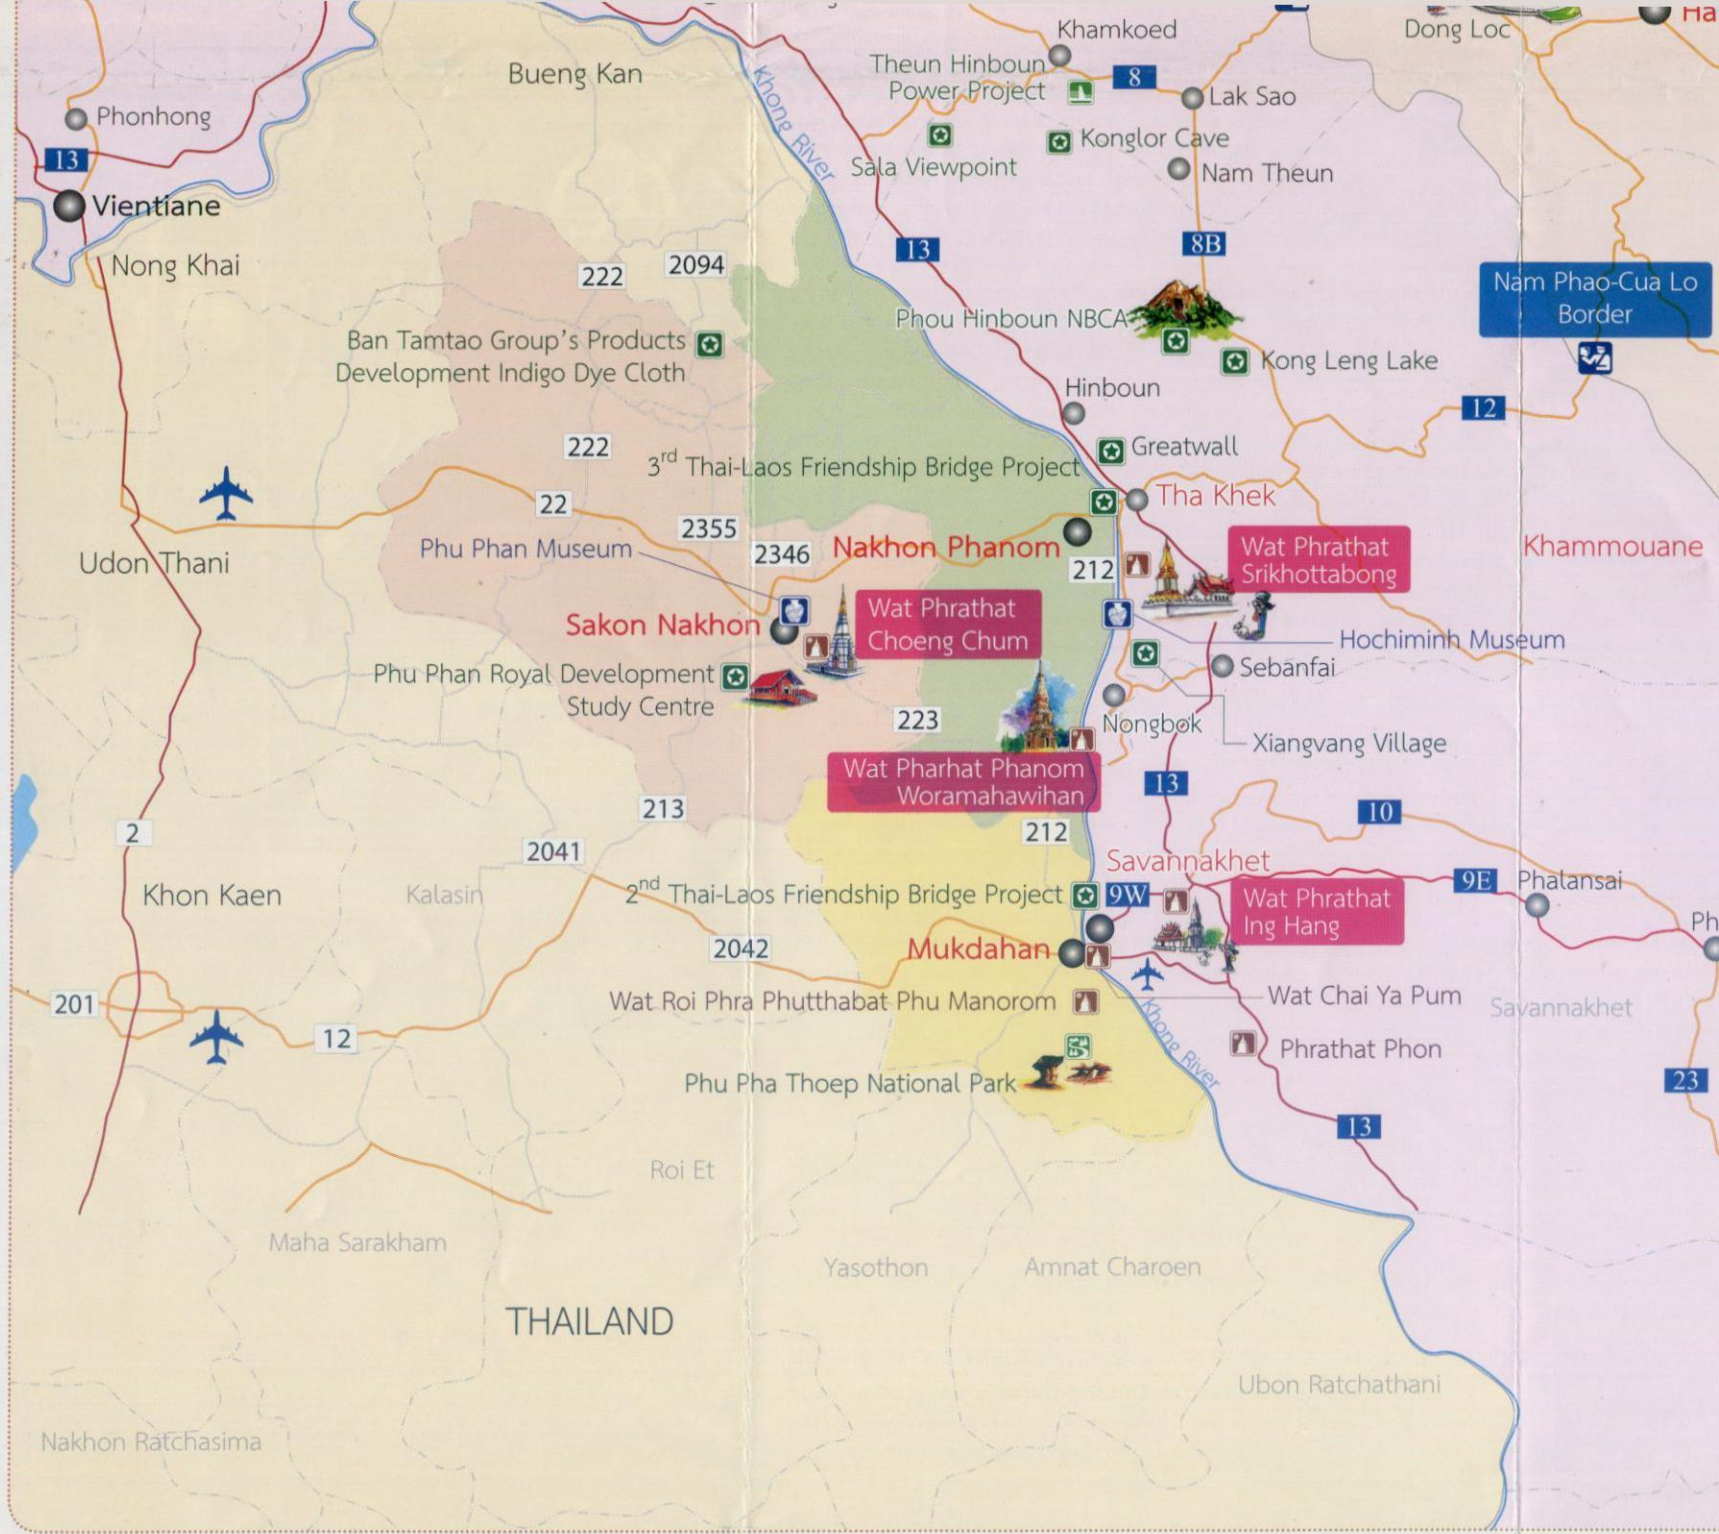 Khamkoed
Dong Loc
Ha
Theun Hinboun
Power Project
8
Bueng Kan
Lak Sao
Khong River
Phonhong
Konglor Cave
13
Sala Viewpoint
Nam Theun
Vientiane
Nong Khai
8B
13
222
2094
Nam Phao-Cua Lo
Border
Phou Hinboun NBCA
Ban Tamtao Group's Products
Development Indigo Dye Cloth
Kong Leng Lake
Hinboun
12
222
Greatwall
3rd Thai-Laos Friendship Bridge Project
22
Tha Khek
2355
Phu Phan Museum
2346
Nakhon Phanom
212
Wat Phrathat
Srikhottabong
Khammouane
Udon Thani
Sakon Nakhon
Wat Phrathat
Choeng Chum
Hochiminh Museum
Sebanfai
Phu Phan Royal Development
Study Centre
223
Nongbok
Xiangvang Village
Wat Pharhat Phanom
Woramahawihan
13
213
10
2
212
2041
Savannakhet
Khon Kaen
Kalasin
2nd Thai-Laos Friendship Bridge Project
9W
9E
Phalansai
Wat Phrathat
Ing Hang
Ph
2042
Mukdahan
201
Wat Roi Phra Phutthabat Phu Manorom
Wat Chai Ya Pum
Savannakhet
12
Khong River
Phrathat Phon
Phu Pha Thoep National Park
23
13
Roi Et
Maha Sarakham
Yasothon
Amnat Charoen
THAILAND
Ubon Ratchathani
Nakhon Ratchasima